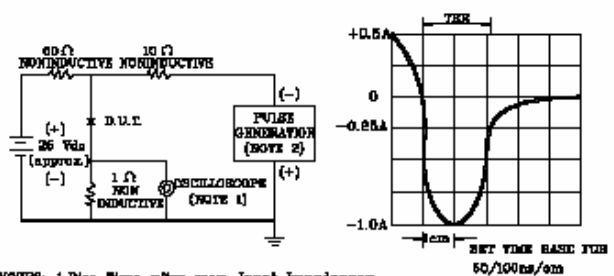 TRR
+0.5A
0
-0.25A
-1.0A
1cm
SET TIME BASE FOR
50/100ns/cm
10Ω
NONINDUCTIVE NONINDUCTIVE
(+)
25 Vdc
(approx.)
(-)
D.U.T.
1Ω
NON
INDUCTIVE
OSCILLOSCOPE
(NOTE 1)
(-)
PULSE
GENERATION
(NOTE 2)
(+)